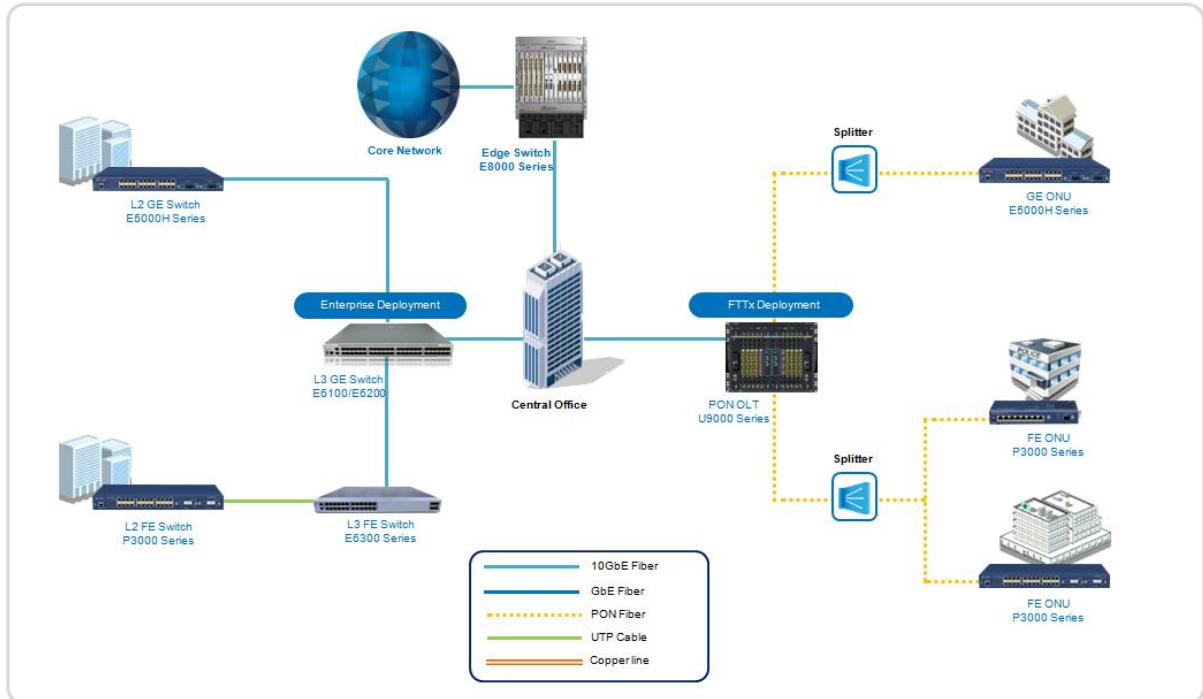 Core Network
Edge Switch
E8000 Series
Splitter
L2 GE Switch
E5000H Series
GE ONU
E5000H Series
Enterprise Deployment
FTTx Deployment
L3 GE Switch
E6100/E6200
Central Office
PON OLT
U9000 Series
POLICE
FE ONU
P3000 Series
Splitter
L2 FE Switch
P3000 Series
L3 FE Switch
E6300 Series
FE ONU
P3000 Series
10GbE Fiber
GbE Fiber
PON Fiber
UTP Cable
Copper line